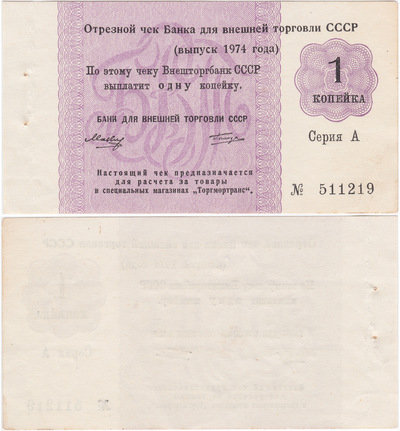 Отрезной чек Банка для внешней торговли СССР
(выпуск 1974 года)
По этому чеку Внешторгбанк СССР
выплатит одну копейку.
БАНК ДЛЯ ВНЕШНЕЙ ТОРГОВЛИ СССР
Настоящий чек предназначается
для расчета за товары
в специальных магазинах „Торгмортранс“.
1
КОПЕЙКА
Серия А
№ 511219